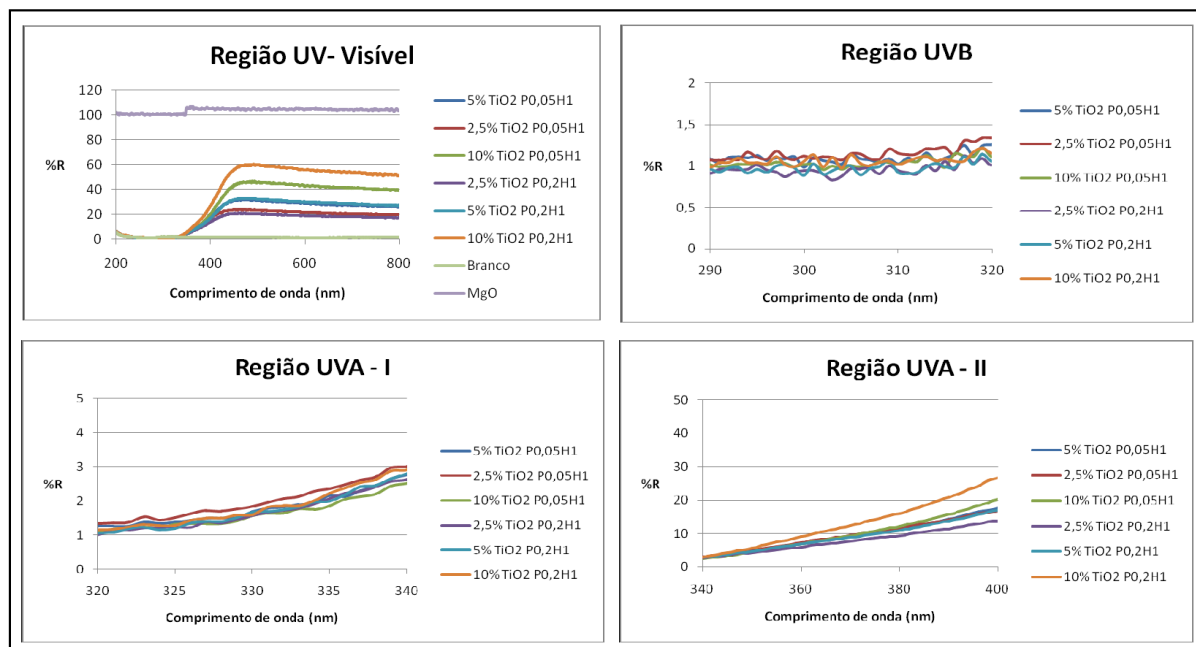 Região UV- Visível
120
100
80
60
40
20
0
%R
200
400
600
800
Comprimento de onda (nm)
5% TiO2 P0,05H1
2,5% TiO2 P0,05H1
10% TiO2 P0,05H1
2,5% TiO2 P0,2H1
5% TiO2 P0,2H1
10% TiO2 P0,2H1
Branco
MgO
Região UVB
2
1,5
1
0,5
0
%R
290
300
310
320
Comprimento de onda (nm)
5% TiO2 P0,05H1
2,5% TiO2 P0,05H1
10% TiO2 P0,05H1
2,5% TiO2 P0,2H1
5% TiO2 P0,2H1
10% TiO2 P0,2H1
Região UVA - I
5
4
3
2
1
0
%R
320
325
330
335
340
Comprimento de onda (nm)
5% TiO2 P0,05H1
2,5% TiO2 P0,05H1
10% TiO2 P0,05H1
2,5% TiO2 P0,2H1
5% TiO2 P0,2H1
10% TiO2 P0,2H1
Região UVA - II
50
40
30
20
10
0
%R
340
360
380
400
Comprimento de onda (nm)
5% TiO2 P0,05H1
2,5% TiO2 P0,05H1
10% TiO2 P0,05H1
2,5% TiO2 P0,2H1
5% TiO2 P0,2H1
10% TiO2 P0,2H1